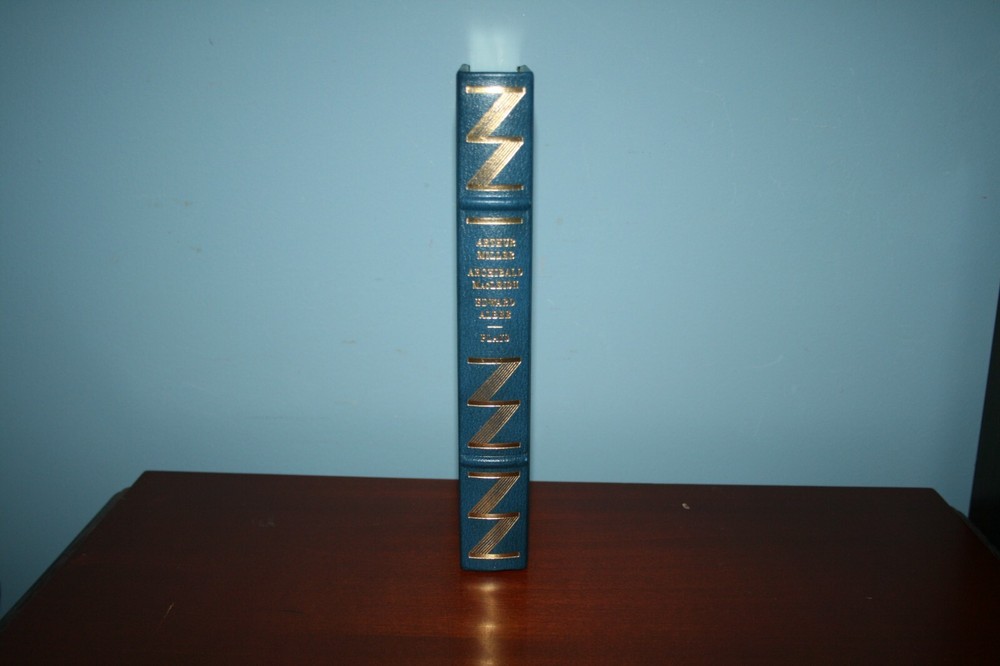 ARTHUR
MILLER
ARCHIBALD
MACLEISH
EDWARD
ALBEE
PLAYS